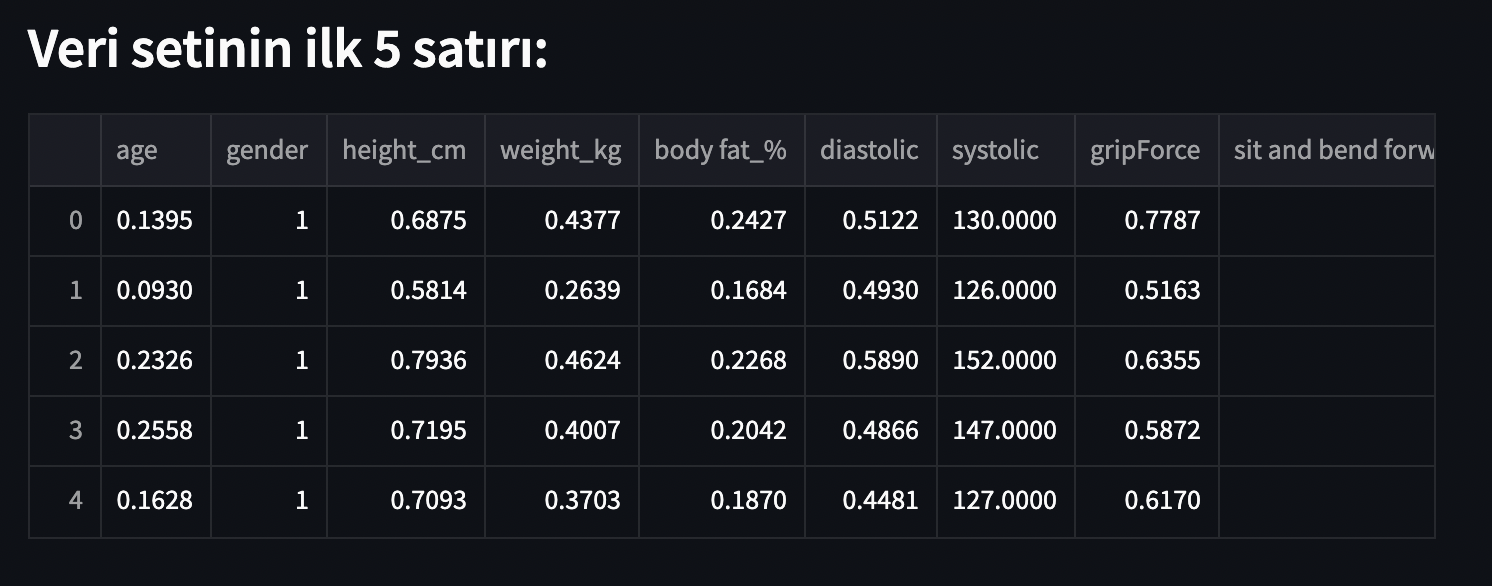 Veri setinin ilk 5 satırı:
age gender height_cm weight_kg body fat_% diastolic systolic gripForce sit and bend forw
0 0.1395 1 0.6875 0.4377 0.2427 0.5122 130.0000 0.7787
1 0.0930 1 0.5814 0.2639 0.1684 0.4930 126.0000 0.5163
2 0.2326 1 0.7936 0.4624 0.2268 0.5890 152.0000 0.6355
3 0.2558 1 0.7195 0.4007 0.2042 0.4866 147.0000 0.5872
4 0.1628 1 0.7093 0.3703 0.1870 0.4481 127.0000 0.6170